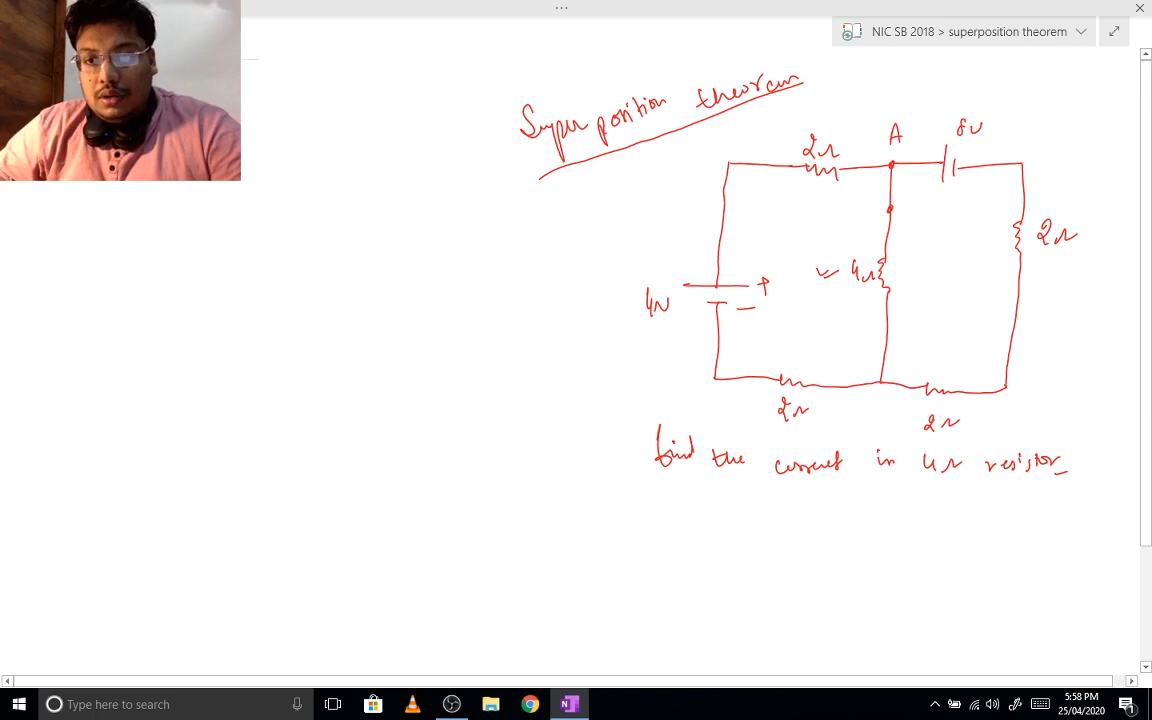 NIC SB 2018 > superposition theorem
Superposition theorem
2Ω A 8V
2Ω
4Ω
4V + −
2Ω
2Ω
find the current in 4Ω resistor
Type here to search
5:58 PM
25/04/2020
1